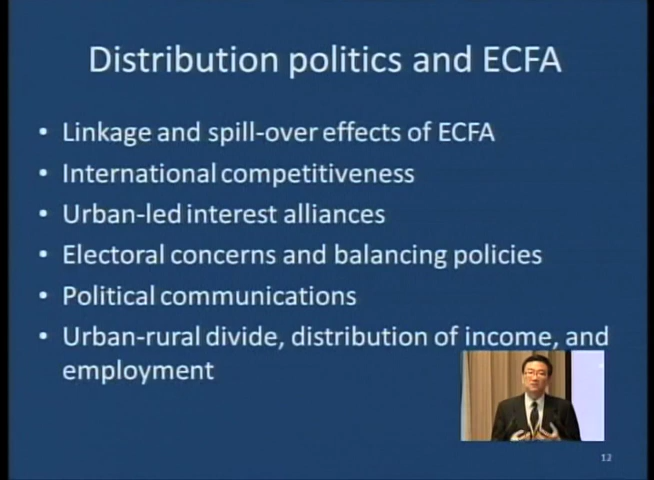 Distribution politics and ECFA
• Linkage and spill-over effects of ECFA
• International competitiveness
• Urban-led interest alliances
• Electoral concerns and balancing policies
• Political communications
• Urban-rural divide, distribution of income, and
employment
12